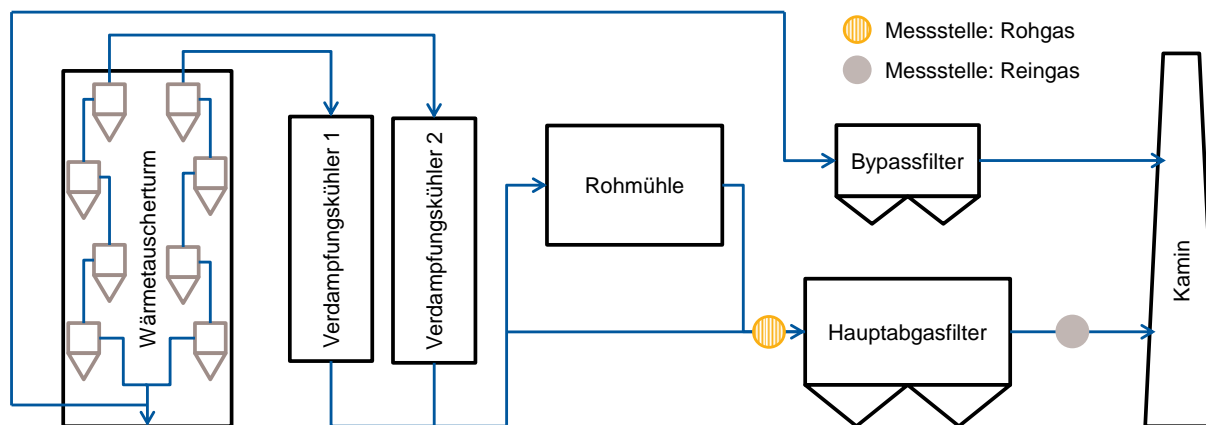 Messstelle: Rohgas
Messstelle: Reingas
Wärmetauscherturm
Verdampfungskühler 1
Verdampfungskühler 2
Rohmühle
Bypassfilter
Hauptabgasfilter
Kamin